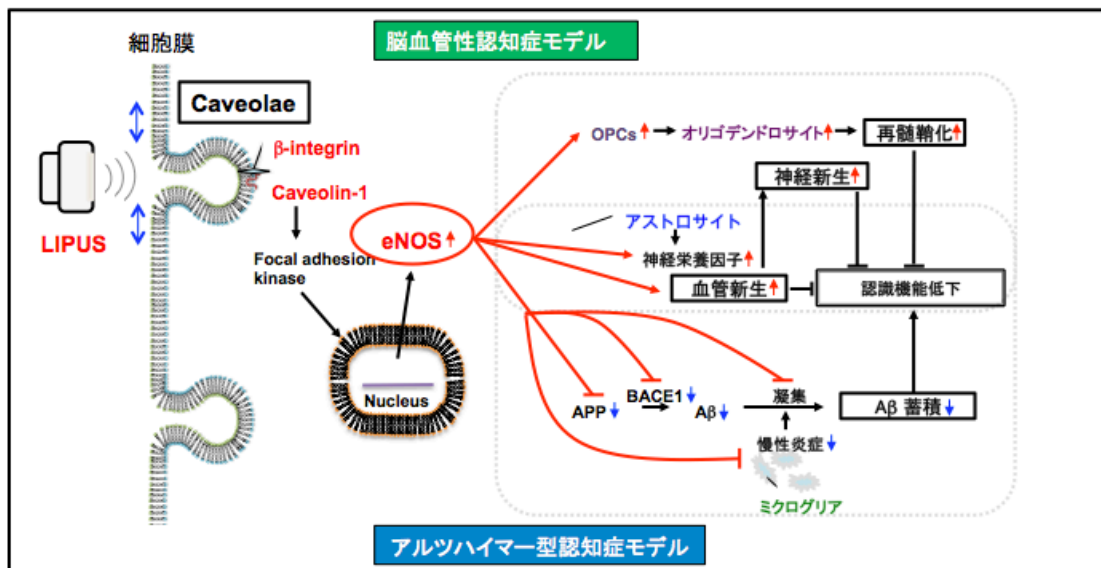 脳血管性認知症モデル
細胞膜
Caveolae
β-integrin
Caveolin-1
LIPUS
Focal adhesion
kinase
eNOS
Nucleus
OPCs
オリゴデンドロサイト
再髄鞘化
神経新生
アストロサイト
神経栄養因子
血管新生
認識機能低下
APP
BACE1
Aβ
凝集
Aβ 蓄積
慢性炎症
ミクログリア
アルツハイマー型認知症モデル